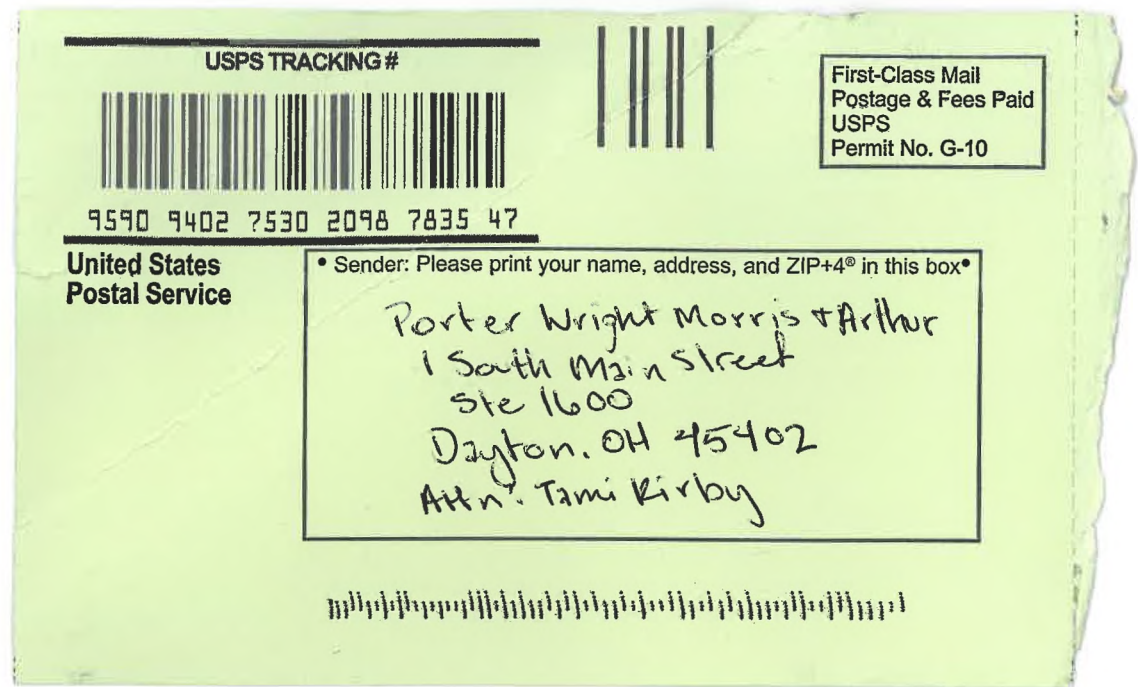 USPS TRACKING #
9590 9402 7530 2098 7835 47
First-Class Mail
Postage & Fees Paid
USPS
Permit No. G-10
United States
Postal Service
• Sender: Please print your name, address, and ZIP+4® in this box•
Porter Wright Morris + Arthur
1 South Main Street
Ste 1600
Dayton, OH 45402
Attn: Tami Kirby